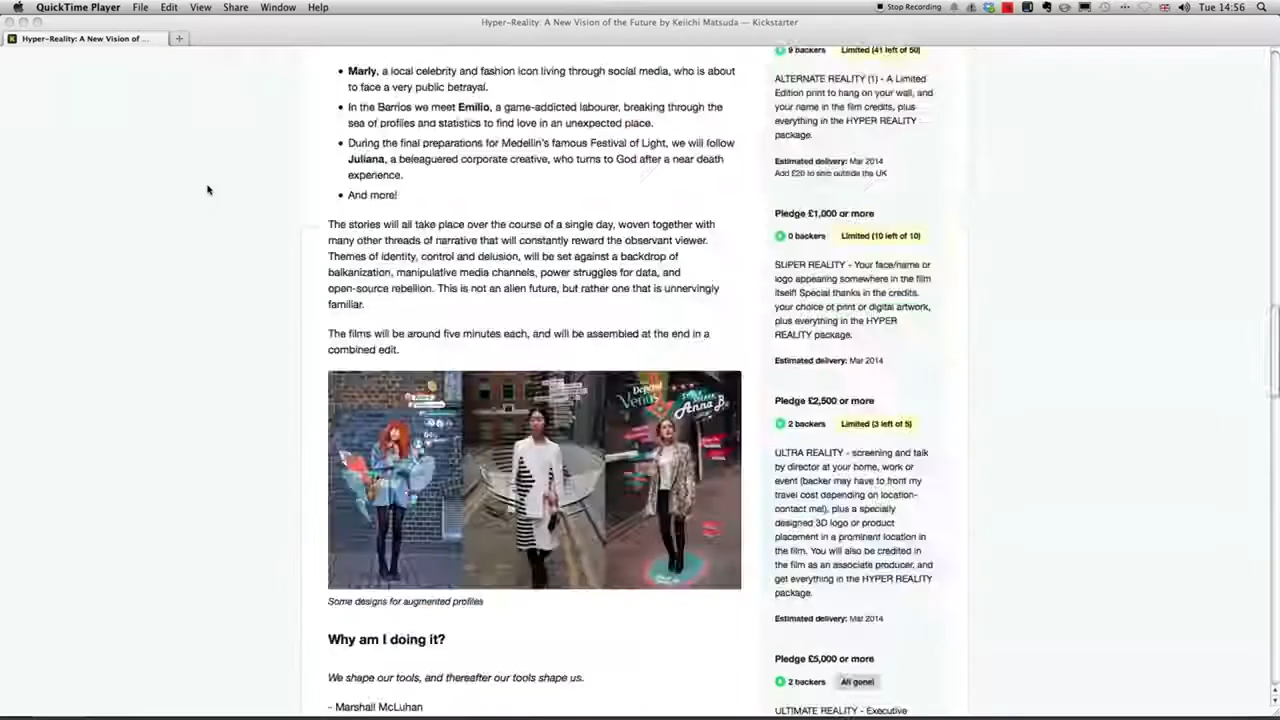 QuickTime Player File Edit View Share Window Help
Stop Recording
Tue 14:56
Hyper-Reality: A New Vision of the Future by Keiichi Matsuda — Kickstarter
Hyper-Reality: A New Vision of ...
Marly, a local celebrity and fashion icon living through social media, who is about
to face a very public betrayal.
In the Barrios we meet Emilio, a game-addicted labourer, breaking through the
sea of profiles and statistics to find love in an unexpected place.
During the final preparations for Medellin's famous Festival of Light, we will follow
Juliana, a beleaguered corporate creative, who turns to God after a near death
experience.
And more!
The stories will all take place over the course of a single day, woven together with
many other threads of narrative that will constantly reward the observant viewer.
Themes of identity, control and delusion, will be set against a backdrop of
balkanization, manipulative media channels, power struggles for data, and
open-source rebellion. This is not an alien future, but rather one that is unnervingly
familiar.
The films will be around five minutes each, and will be assembled at the end in a
combined edit.
Depend
Venus
Anna B.
Some designs for augmented profiles
Why am I doing it?
We shape our tools, and thereafter our tools shape us.
- Marshall McLuhan
9 backers Limited (41 left of 50)
ALTERNATE REALITY (1) - A Limited
Edition print to hang on your wall, and
your name in the film credits, plus
everything in the HYPER REALITY
package.
Estimated delivery: Mar 2014
Add £20 to ship outside the UK
Pledge £1,000 or more
0 backers Limited (10 left of 10)
SUPER REALITY - Your face/name or
logo appearing somewhere in the film
itself! Special thanks in the credits.
your choice of print or digital artwork,
plus everything in the HYPER
REALITY package.
Estimated delivery: Mar 2014
Pledge £2,500 or more
2 backers Limited (3 left of 5)
ULTRA REALITY - screening and talk
by director at your home, work or
event (backer may have to front my
travel cost depending on location-
contact me!), plus a specially
designed 3D logo or product
placement in a prominent location in
the film. You will also be credited in
the film as an associate producer, and
get everything in the HYPER REALITY
package.
Estimated delivery: Mar 2014
Pledge £5,000 or more
2 backers All gone!
ULTIMATE REALITY - Executive